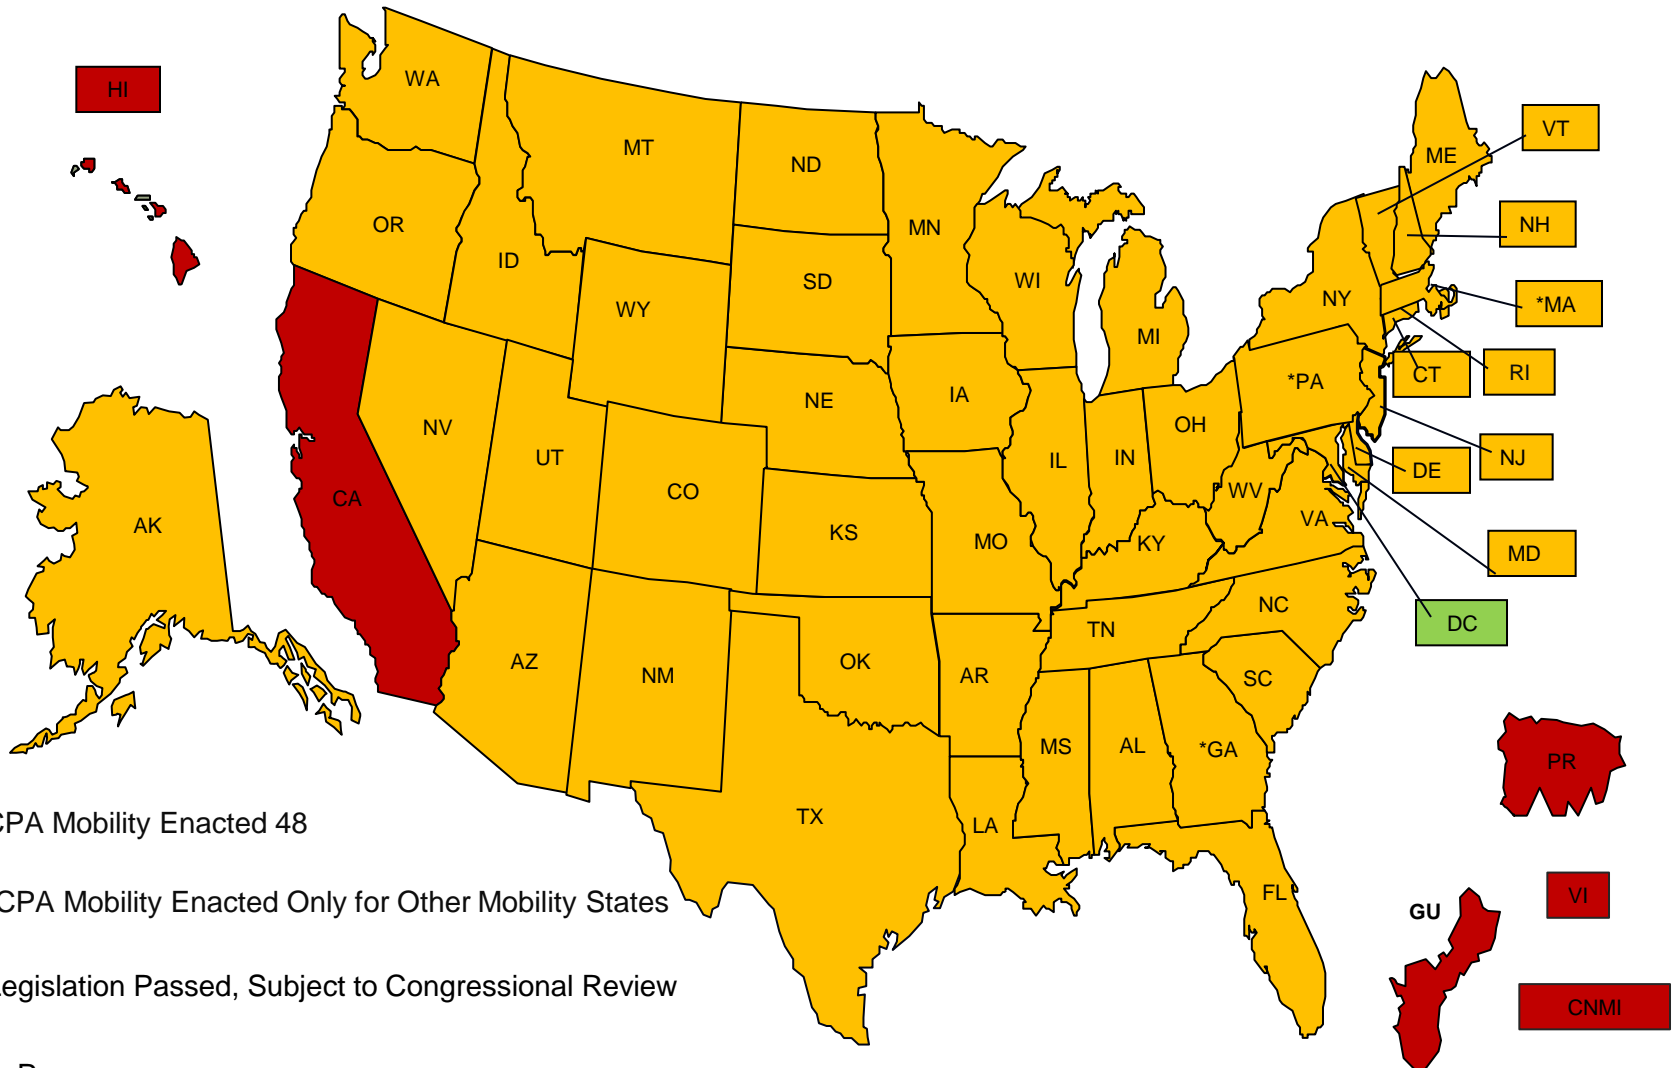 HI
WA
MT
ND
MN
ME
VT
OR
ID
SD
WI
NH
WY
NY
*MA
MI
NE
IA
*PA
CT
RI
NV
UT
CO
OH
IL
IN
WV
DE
NJ
CA
AK
KS
MO
KY
VA
MD
AZ
NM
OK
AR
TN
NC
DC
SC
MS
AL
*GA
PR
TX
LA
FL
VI
GU
CNMI
CPA Mobility Enacted 48
CPA Mobility Enacted Only for Other Mobility States
Legislation Passed, Subject to Congressional Review